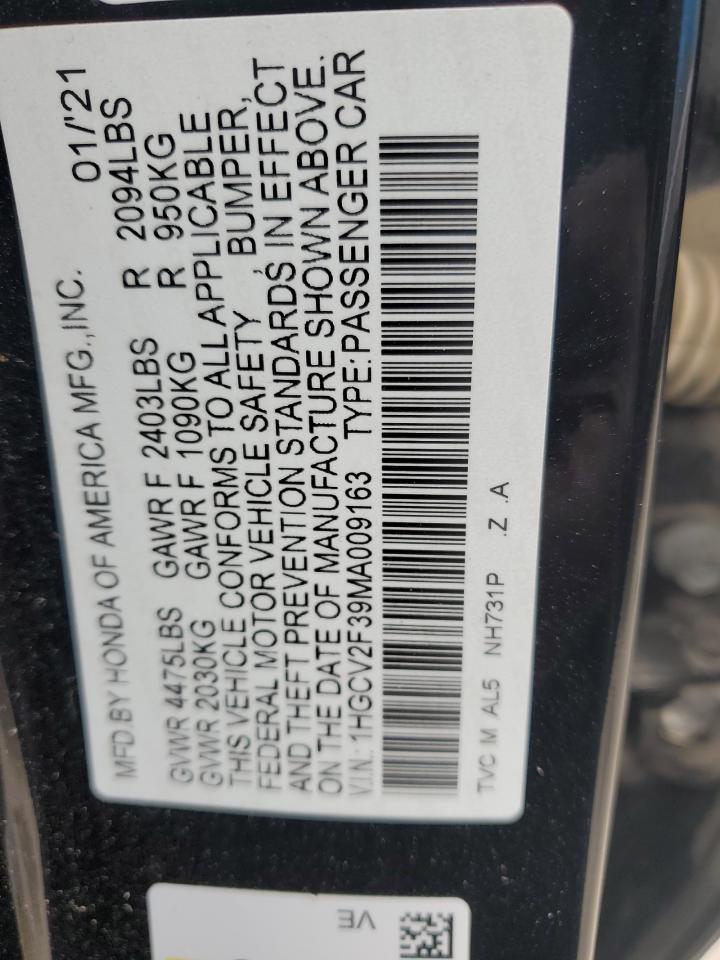 MFD.BY HONDA OF AMERICA MFG.,INC. 01/'21
GVWR 4475LBS GAWR F 2403LBS R 2094LBS
GVWR 2030KG GAWR F 1090KG R 950KG
THIS VEHICLE CONFORMS TO ALL APPLICABLE
FEDERAL MOTOR VEHICLE SAFETY, BUMPER,
AND THEFT PREVENTION STANDARDS IN EFFECT
ON THE DATE OF MANUFACTURE SHOWN ABOVE.
V.I.N.: 1HGCV2F39MA009163 TYPE:PASSENGER CAR
TVC M AL5 NH731P .Z .A
VE